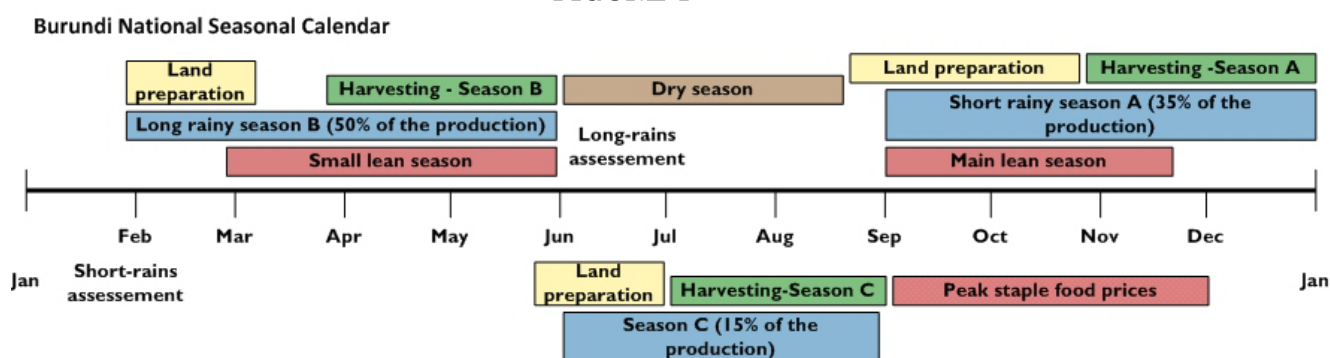 Burundi National Seasonal Calendar
Land
preparation
Harvesting - Season B
Dry season
Land preparation
Harvesting -Season A
Long rainy season B (50% of the production)
Short rainy season A (35% of the
production)
Long-rains
assessement
Small lean season
Main lean season
Feb Mar Apr May Jun Jul Aug Sep Oct Nov Dec
Jan
Short-rains
assessement
Land
preparation
Harvesting-Season C
Peak staple food prices
Jan
Season C (15% of the
production)